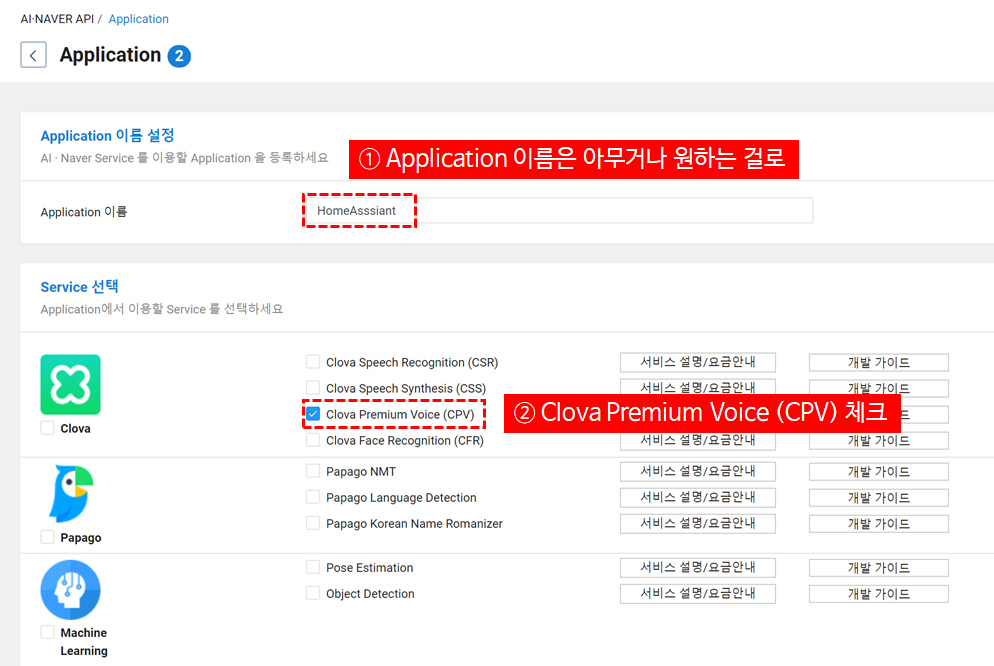 AI·NAVER API / Application
< Application 2
Application 이름 설정
AI · Naver Service 를 이용할 Application 을 등록하세요
① Application 이름은 아무거나 원하는 걸로
Application 이름
HomeAsssiant
Service 선택
Application에서 이용할 Service 를 선택하세요
Clova
Clova Speech Recognition (CSR) 서비스 설명/요금안내 개발 가이드
Clova Speech Synthesis (CSS) 서비스 설명/요금안내 개발 가이드
Clova Premium Voice (CPV) ② Clova Premium Voice (CPV) 체크
Clova Face Recognition (CFR) 서비스 설명/요금안내 개발 가이드
Papago NMT 서비스 설명/요금안내 개발 가이드
Papago Language Detection 서비스 설명/요금안내 개발 가이드
Papago Korean Name Romanizer 서비스 설명/요금안내 개발 가이드
Papago
Pose Estimation 서비스 설명/요금안내 개발 가이드
Object Detection 서비스 설명/요금안내 개발 가이드
Machine
Learning